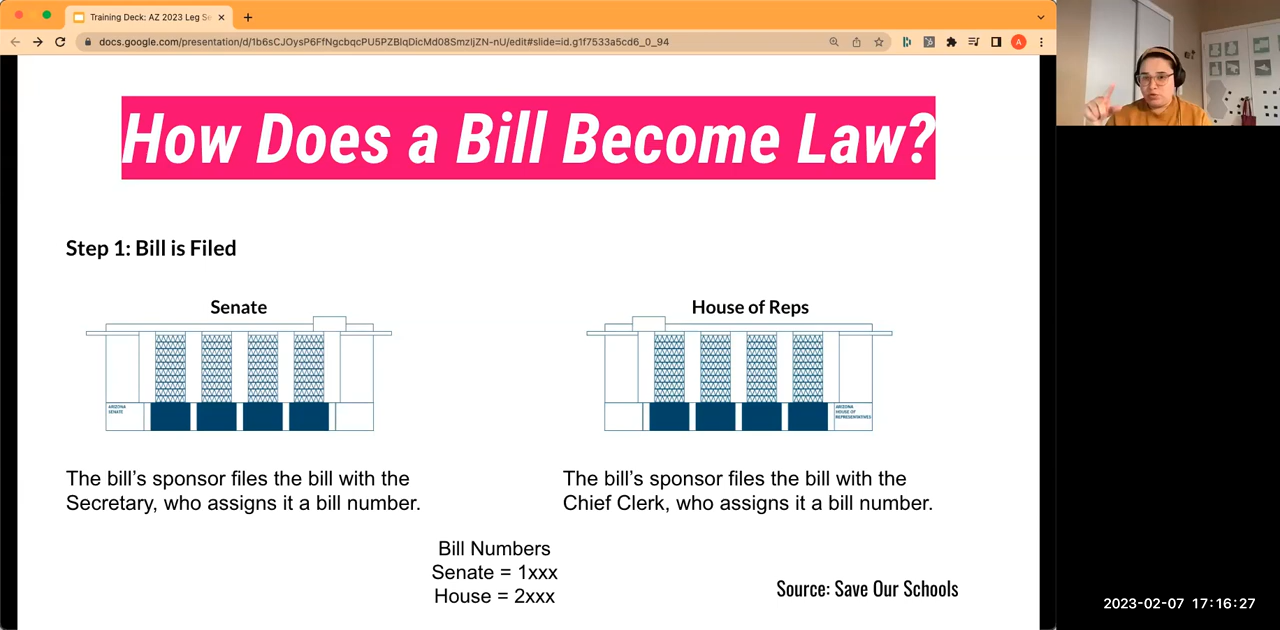 Training Deck: AZ 2023 Leg Se
docs.google.com/presentation/d/1b6sCJOysP6FfNgcbqcPU5PZBlqDicMd08SmzIjZN-nU/edit#slide=id.g1f7533a5cd6_0_94
A
How Does a Bill Become Law?
Step 1: Bill is Filed
Senate
House of Reps
ARIZONA
SENATE
ARIZONA
HOUSE OF
REPRESENTATIVES
The bill's sponsor files the bill with the
Secretary, who assigns it a bill number.
The bill's sponsor files the bill with the
Chief Clerk, who assigns it a bill number.
Bill Numbers
Senate = 1xxx
House = 2xxx
Source: Save Our Schools
2023-02-07 17:16:27